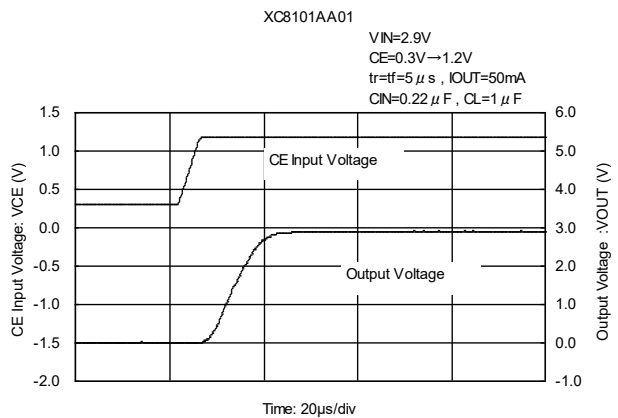 XC8101AA01
VIN=2.9V
CE=0.3V→1.2V
tr=tf=5μs , IOUT=50mA
CIN=0.22μF , CL=1μF
CE Input Voltage: VCE (V)
1.5
1.0
0.5
0.0
-0.5
-1.0
-1.5
-2.0
CE Input Voltage
Output Voltage
6.0
5.0
4.0
3.0
2.0
1.0
0.0
-1.0
Output Voltage :VOUT (V)
Time: 20μs/div